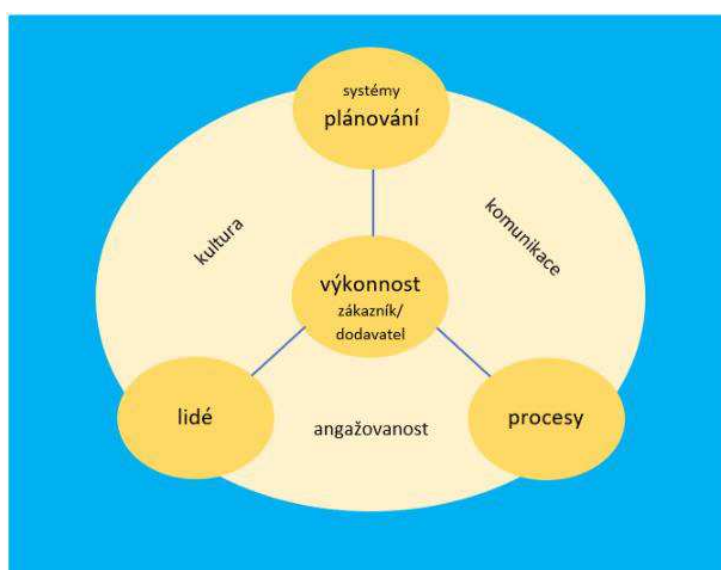 systémy
plánování
kultura
komunikace
výkonnost
zákazník/
dodavatel
lidé
angažovanost
procesy